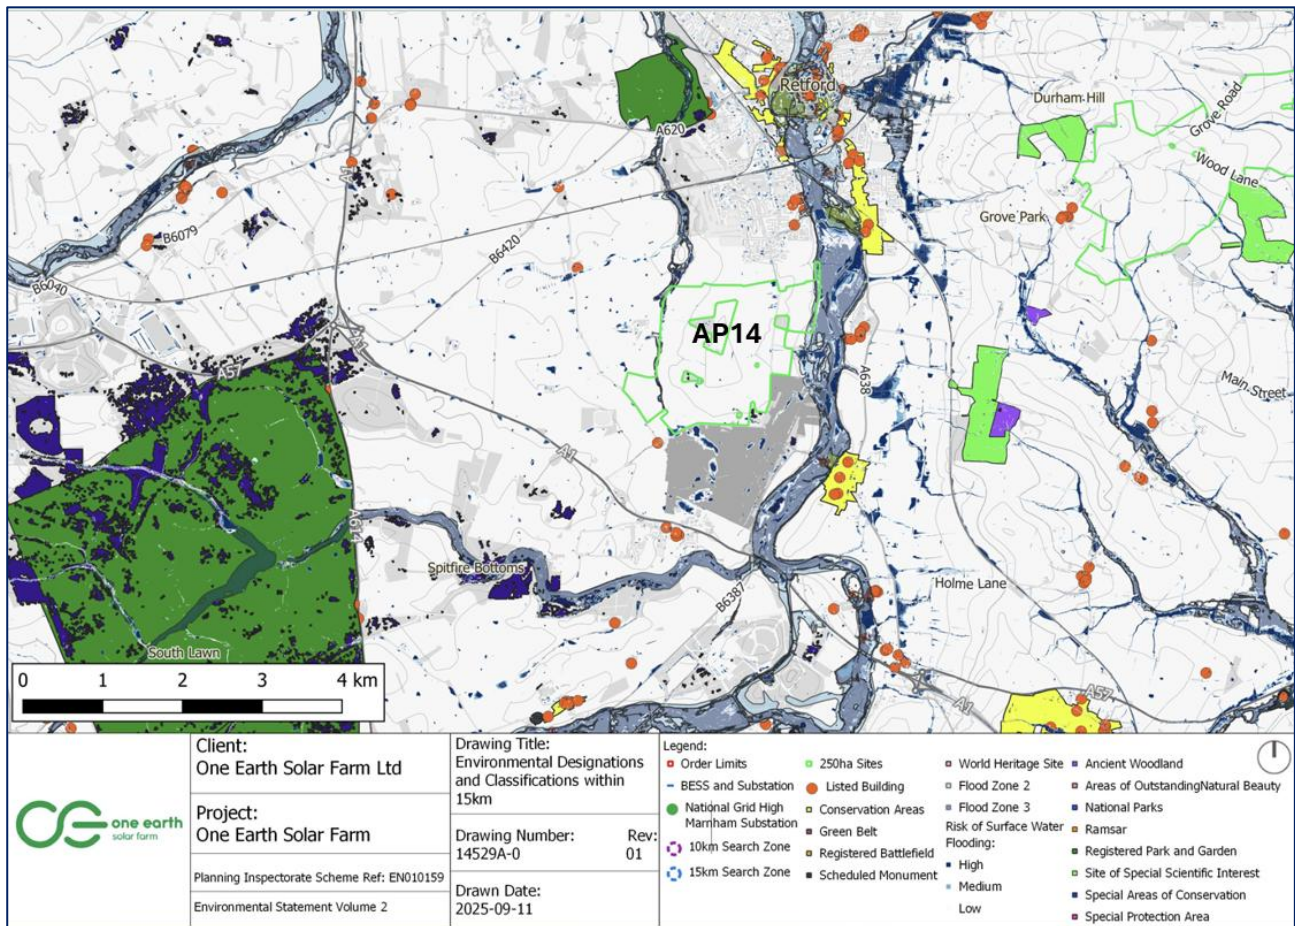 Retford
Durham Hill
Grove Road
A620
Wood Lane
Grove Park
B6079
B6420
B6040
A1
AP14
A57
A638
Main Street
A1
A614
Spitfire Bottoms
B6387
Holme Lane
South Lawn
A57
A1
0 1 2 3 4 km
one earth
solar farm
Client:
One Earth Solar Farm Ltd
Project:
One Earth Solar Farm
Planning Inspectorate Scheme Ref: EN010159
Environmental Statement Volume 2
Drawing Title:
Environmental Designations
and Classifications within
15km
Drawing Number: Rev:
14529A-0 01
Drawn Date:
2025-09-11
Legend:
Order Limits
BESS and Substation
National Grid High
Marnham Substation
10km Search Zone
15km Search Zone
250ha Sites
Listed Building
Conservation Areas
Green Belt
Registered Battlefield
Scheduled Monument
World Heritage Site
Flood Zone 2
Flood Zone 3
Risk of Surface Water
Flooding:
High
Medium
Low
Ancient Woodland
Areas of OutstandingNatural Beauty
National Parks
Ramsar
Registered Park and Garden
Site of Special Scientific Interest
Special Areas of Conservation
Special Protection Area